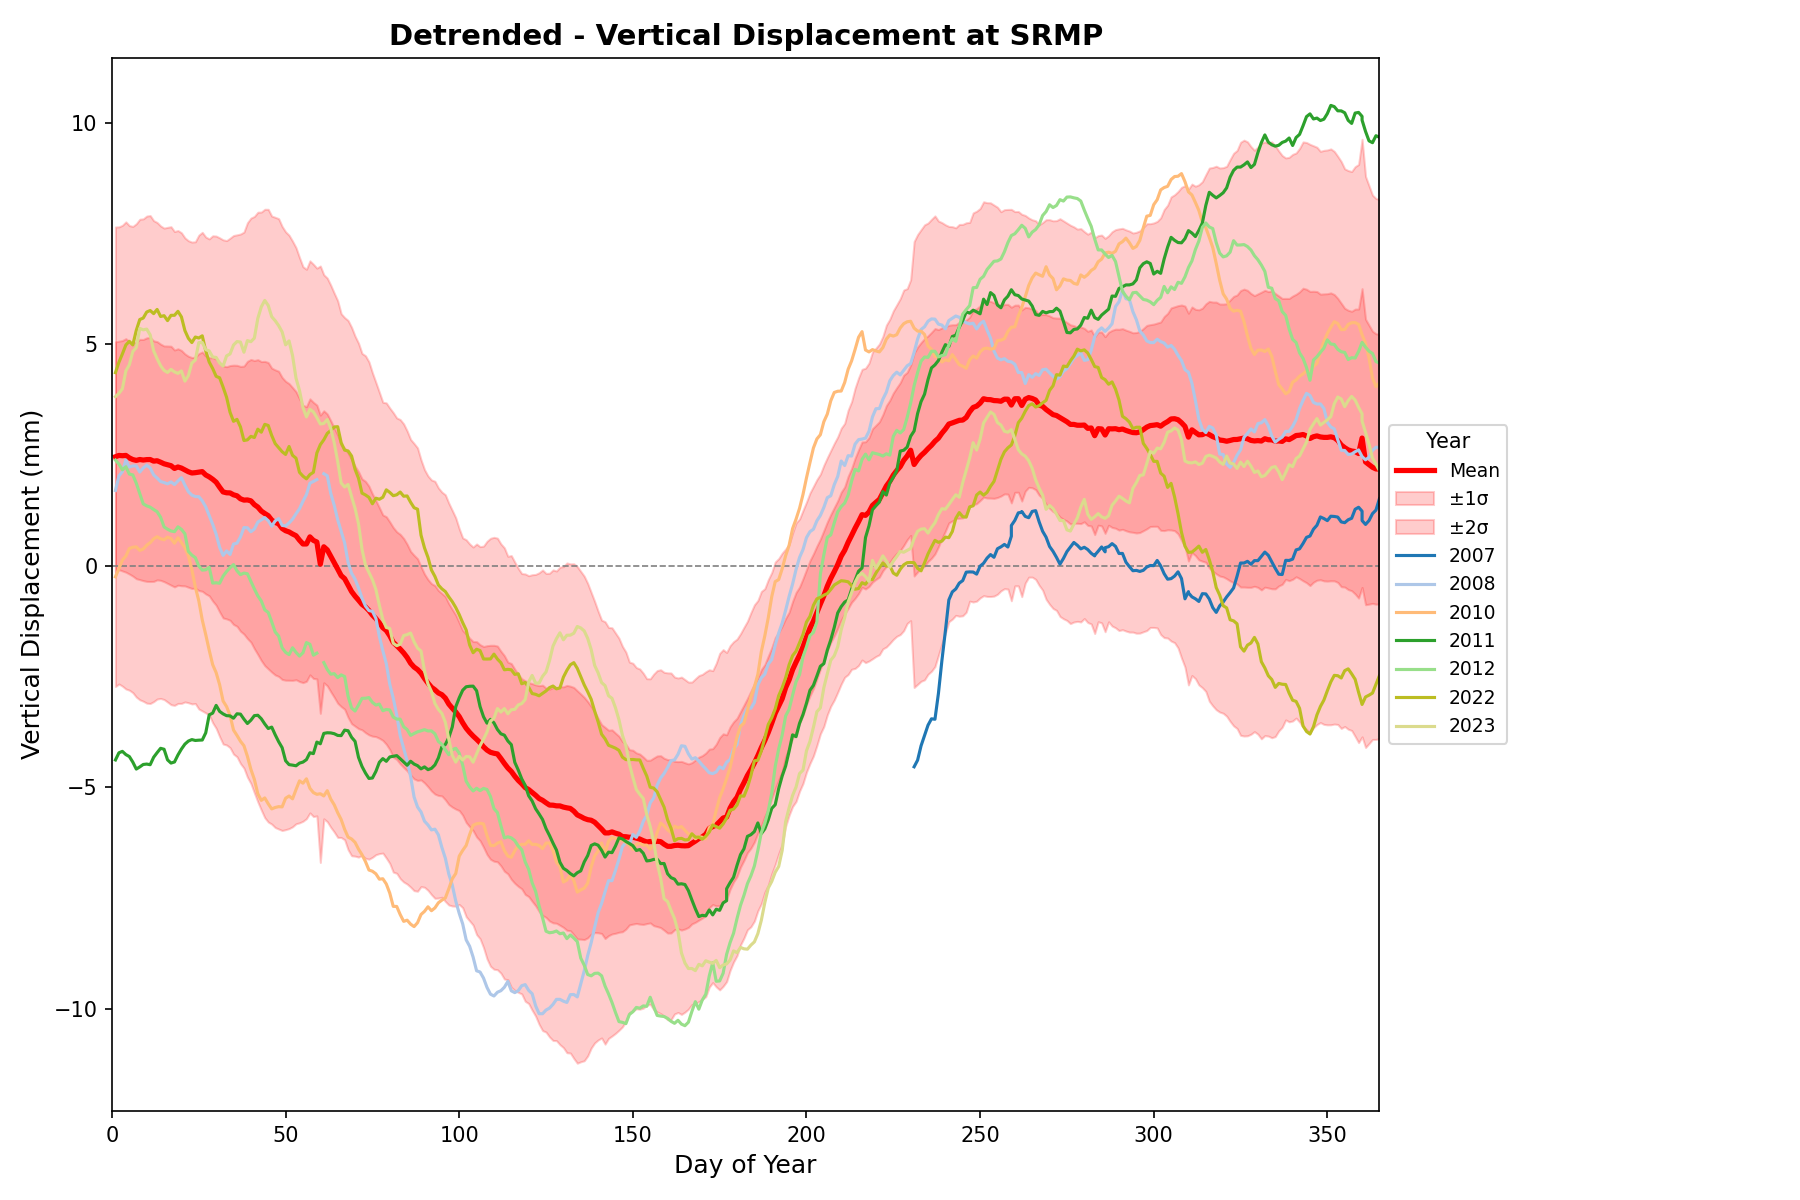 Detrended - Vertical Displacement at SRMP
Vertical Displacement (mm)
10
5
0
−5
−10
0
50
100
150
200
250
300
350
Day of Year
Year
Mean
±1σ
±2σ
2007
2008
2010
2011
2012
2022
2023